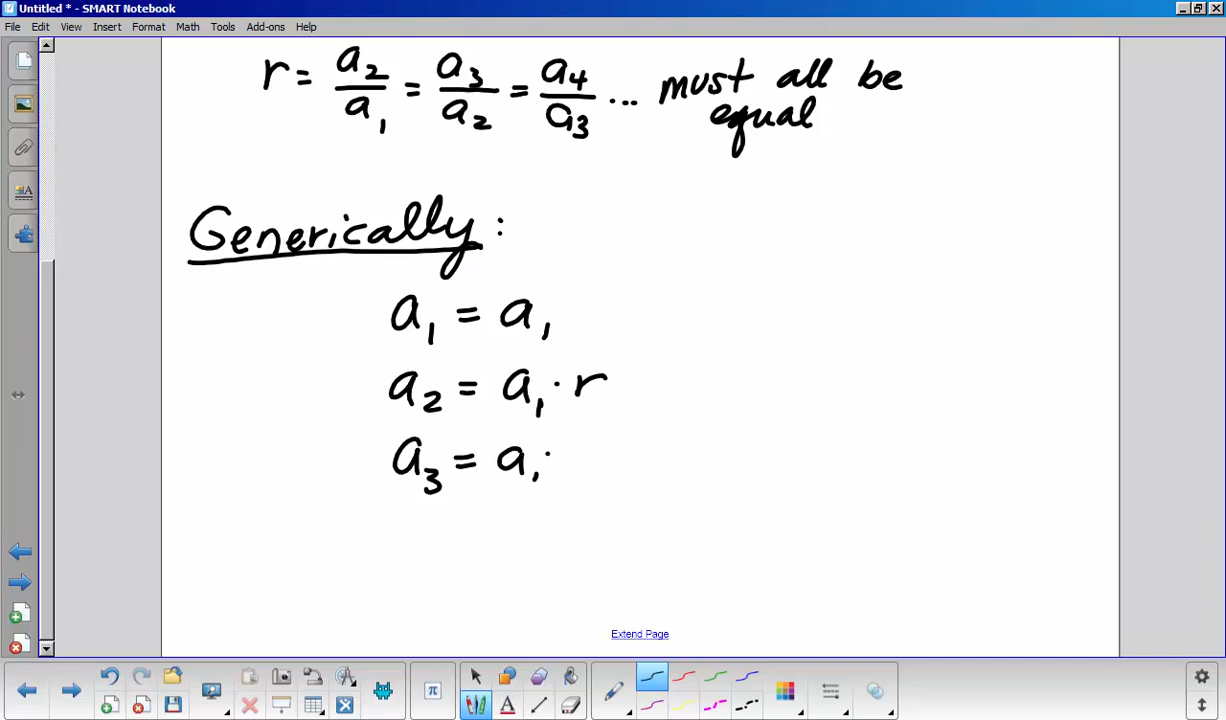 Untitled * - SMART Notebook
File Edit View Insert Format Math Tools Add-ons Help
r = a₂/a₁ = a₃/a₂ = a₄/a₃ ... must all be
equal
Generically:
a₁ = a₁
a₂ = a₁ · r
a₃ = a₁ ·
Extend Page